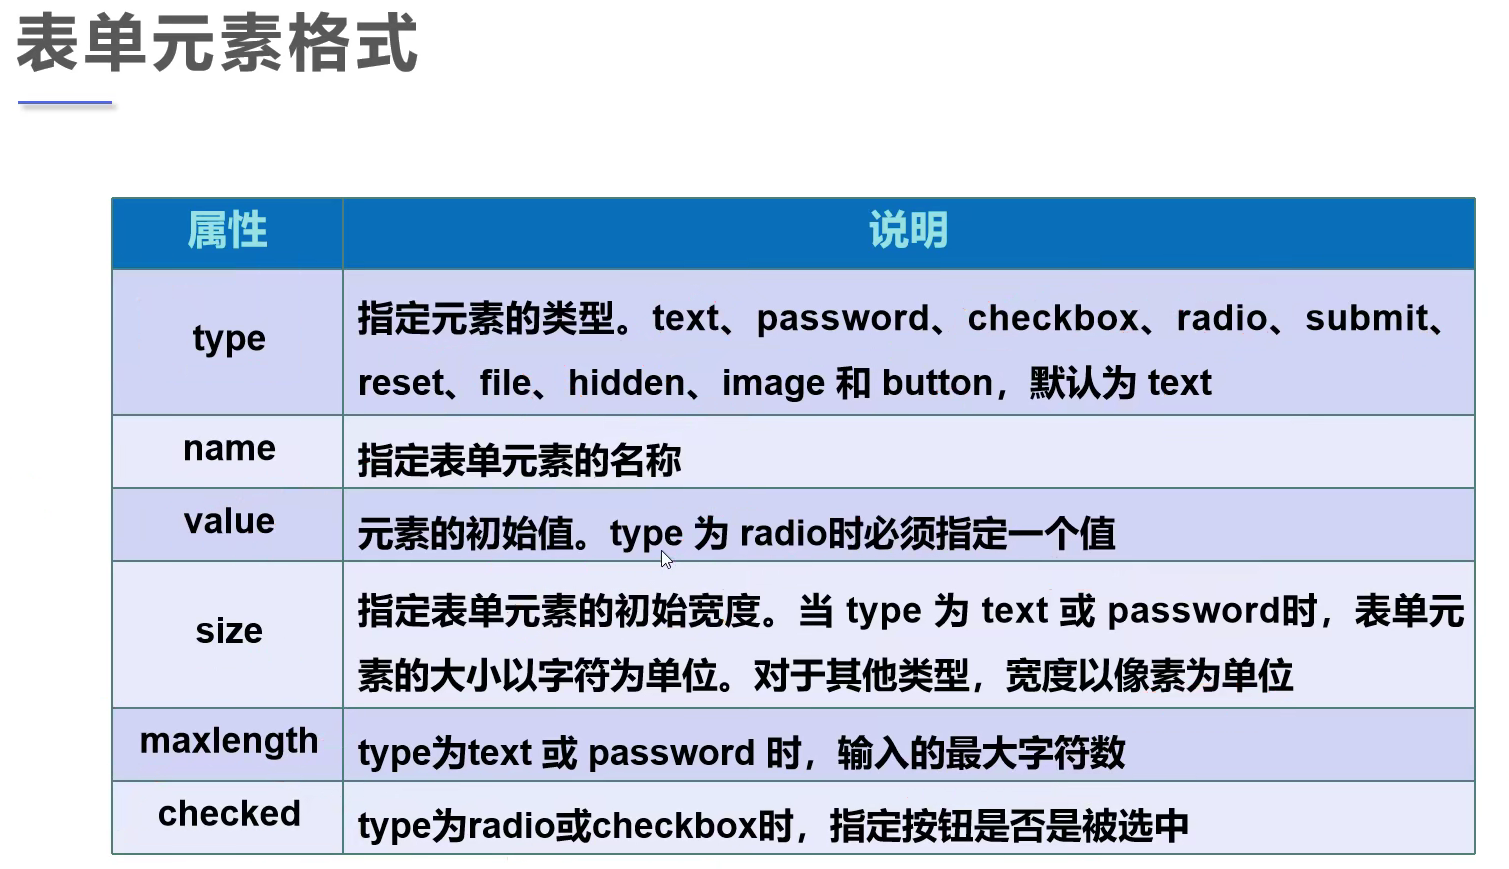 表单元素格式
属性 说明
type
指定元素的类型。text、password、checkbox、radio、submit、
reset、file、hidden、image 和 button，默认为 text
name
指定表单元素的名称
value
元素的初始值。type 为 radio时必须指定一个值
size
指定表单元素的初始宽度。当 type 为 text 或 password时，表单元
素的大小以字符为单位。对于其他类型，宽度以像素为单位
maxlength
type为text 或 password 时，输入的最大字符数
checked
type为radio或checkbox时，指定按钮是否是被选中